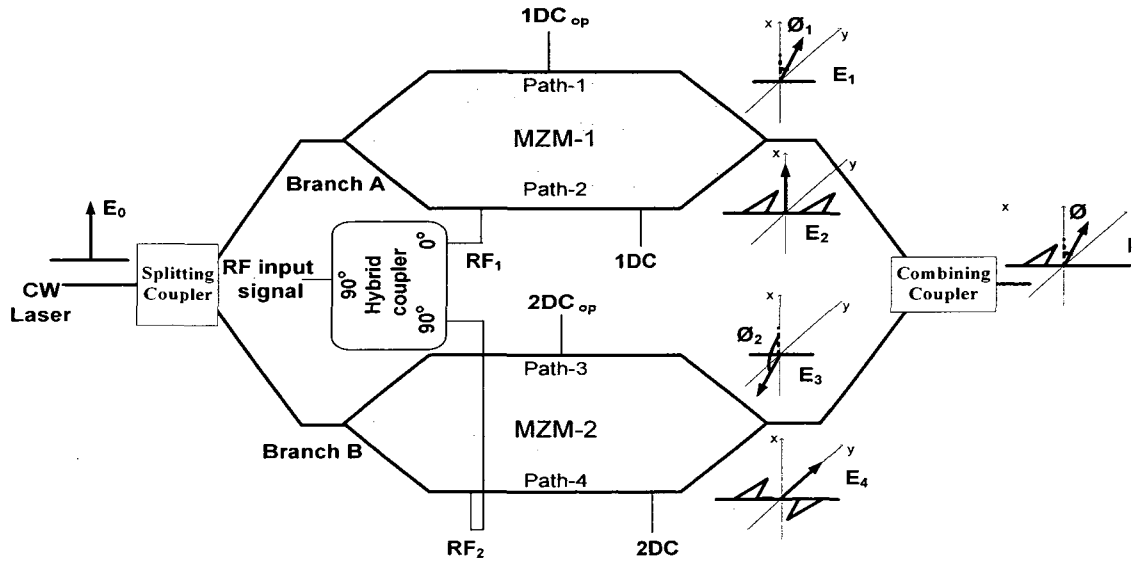 1DC op
x
Ø1
y
E1
Path-1
MZM-1
Branch A
Path-2
x
y
E2
E0
RF1
1DC
x
Ø
Splitting
Coupler
RF input
signal
90°
Hybrid
coupler
0°
90°
Combining
Coupler
CW
Laser
2DC op
x
y
Ø2
E3
Path-3
MZM-2
Branch B
Path-4
x
y
E4
RF2
2DC